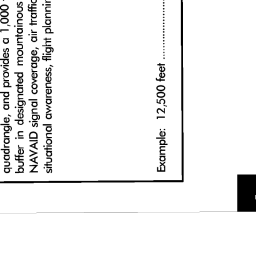 quadrangle, and provides a 1,000
buffer in designated mountainous
NAVAID signal coverage, air traffic
situational awareness, flight planni
Example: 12,500 feet ........................